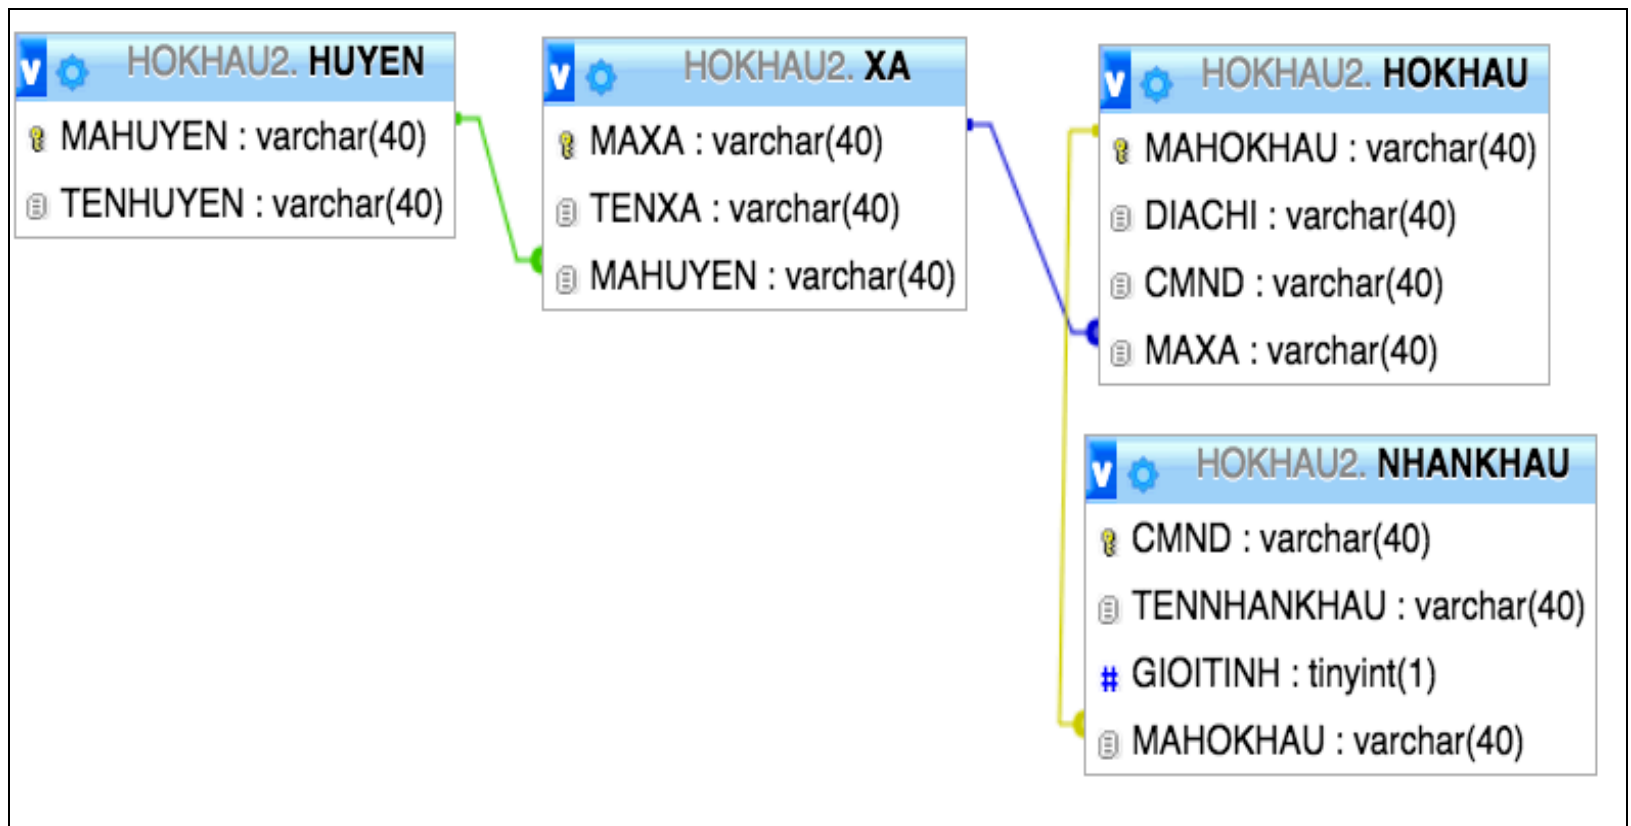 HOKHAU2. HUYEN
MAHUYEN : varchar(40)
TENHUYEN : varchar(40)
HOKHAU2. XA
MAXA : varchar(40)
TENXA : varchar(40)
MAHUYEN : varchar(40)
HOKHAU2. HOKHAU
MAHOKHAU : varchar(40)
DIACHI : varchar(40)
CMND : varchar(40)
MAXA : varchar(40)
HOKHAU2. NHANKHAU
CMND : varchar(40)
TENNHANKHAU : varchar(40)
# GIOITINH : tinyint(1)
MAHOKHAU : varchar(40)